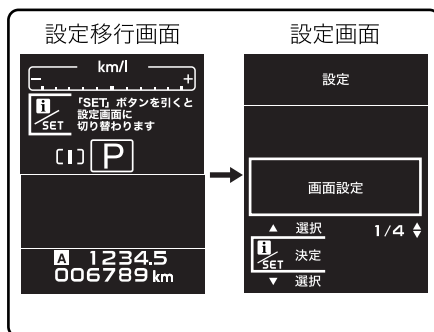 設定移行画面
km/l
- +
i/SET
「SET」ボタンを引くと
設定画面に
切り替わります
[I] P
A 1234.5
006789 km
設定画面
設定
画面設定
▲ 選択 1/4
i/SET 決定
▼ 選択